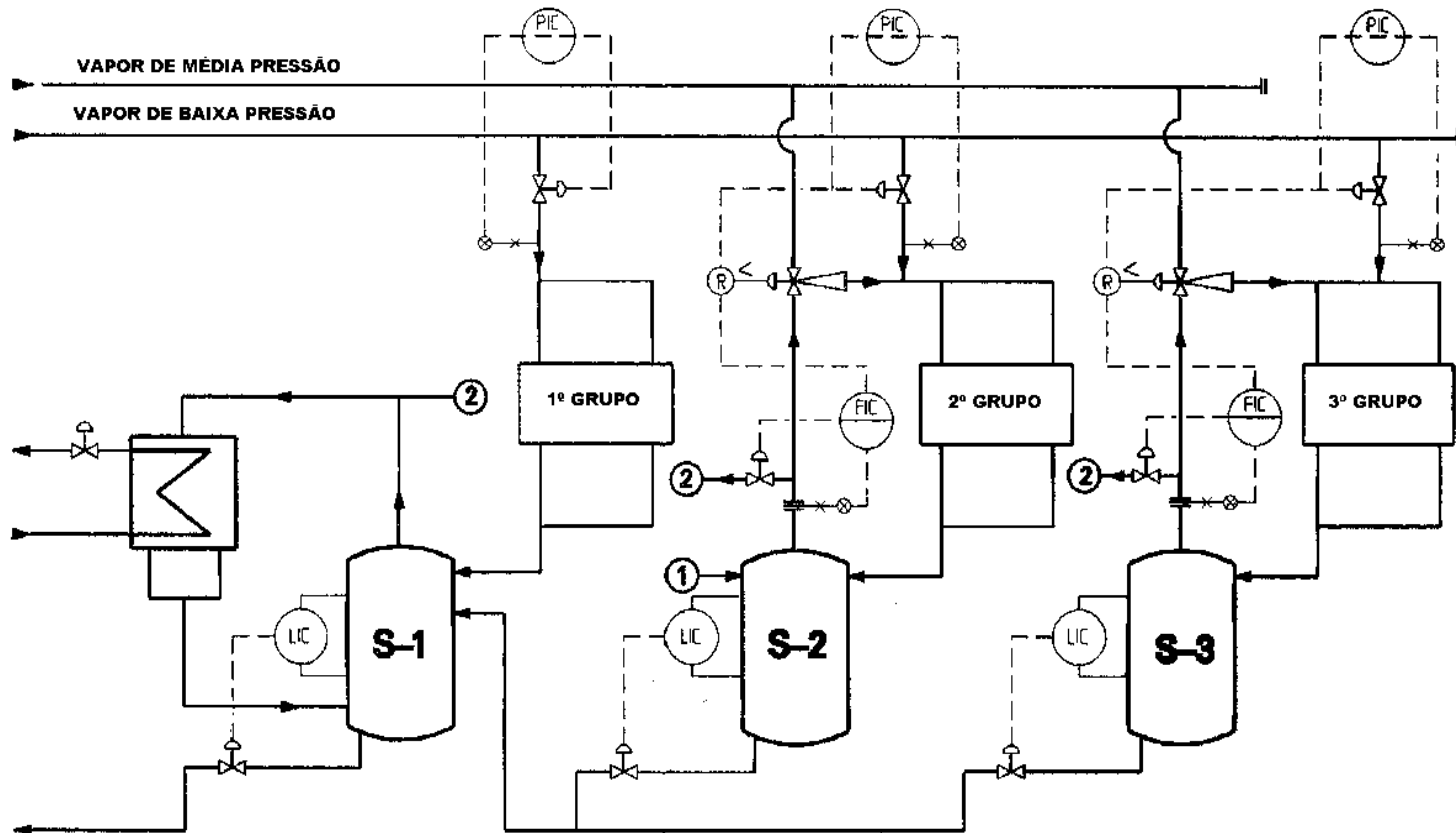 PIC
PIC
PIC
VAPOR DE MÉDIA PRESSÃO
VAPOR DE BAIXA PRESSÃO
R
<
R
<
2
1º GRUPO
FIC
2º GRUPO
FIC
3º GRUPO
2
2
1
LIC
S-1
LIC
S-2
LIC
S-3